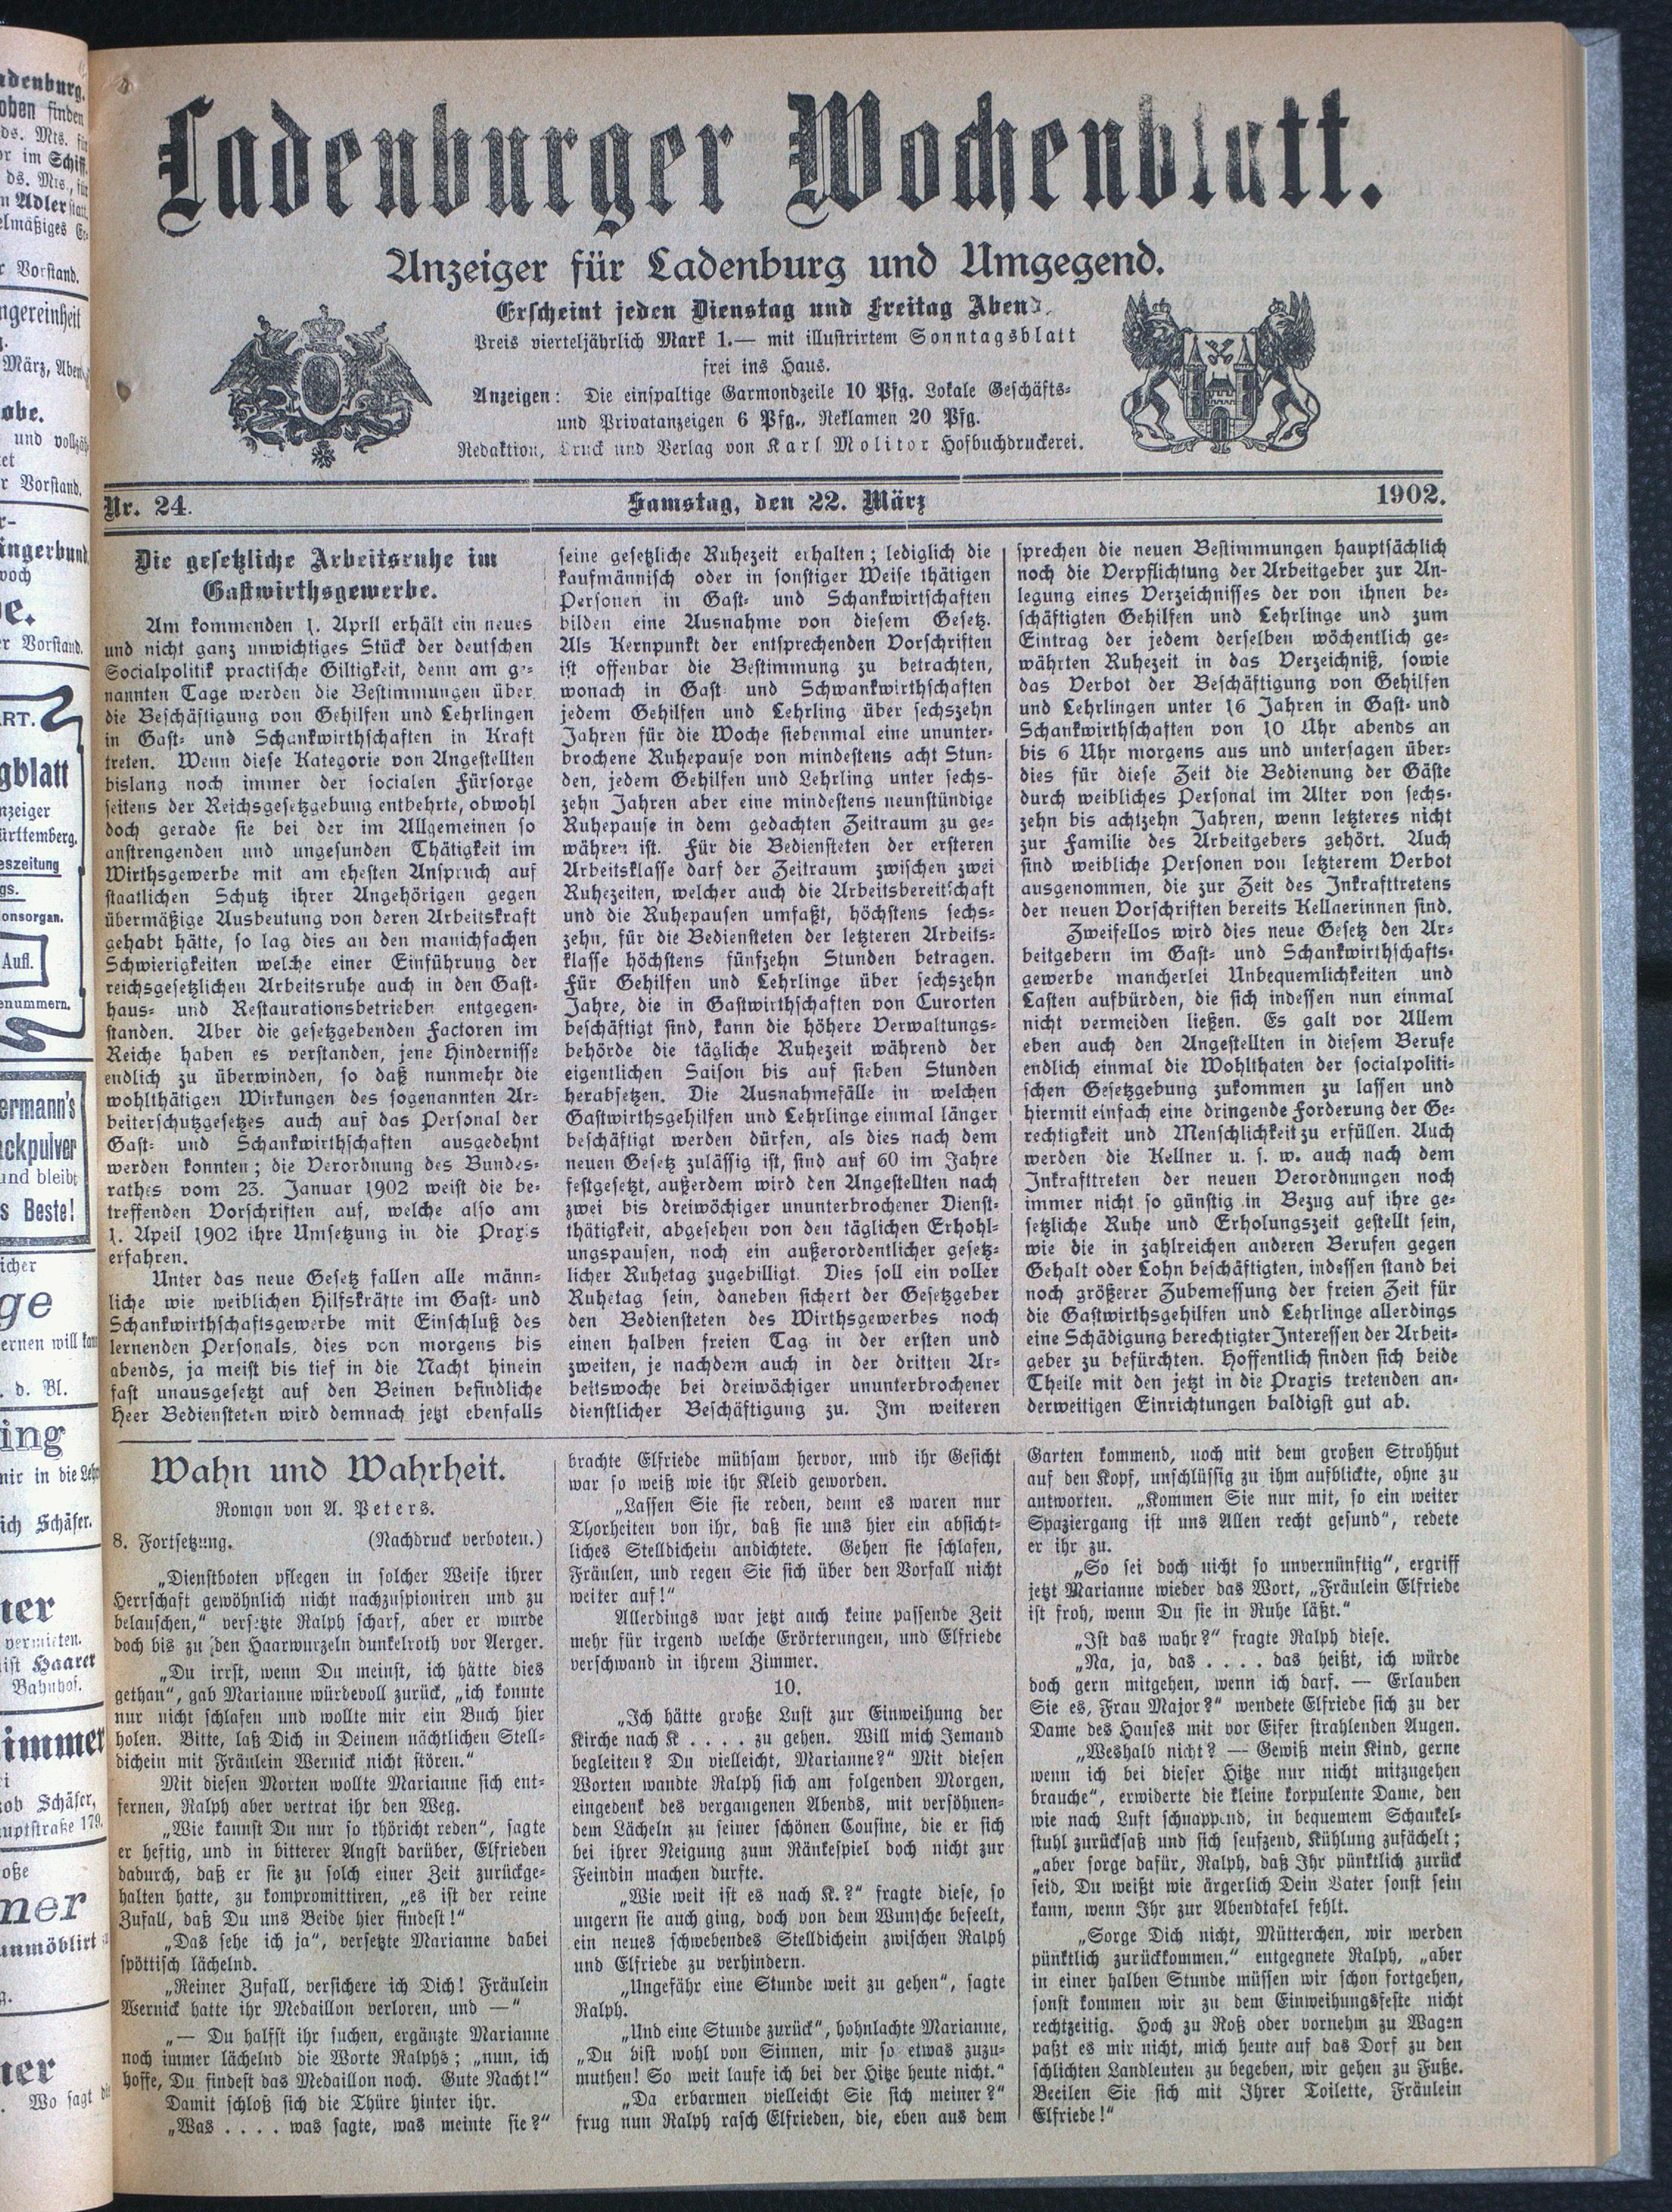 Ladenburger Wochenblatt.
Anzeiger für Ladenburg und Umgegend.
Erscheint jeden Dienstag und Freitag Abend.
Preis vierteljährlich Mark 1.— mit illustrirtem Sonntagsblatt
frei ins Haus.
Anzeigen: Die einspaltige Garmondzeile 10 Pfg. Lokale Geschäfts-
und Privatanzeigen 6 Pfg., Reklamen 20 Pfg.
Redaktion, Druck und Verlag von Karl Molitor Hofbuchdruckerei.
Nr. 24. Samstag, den 22. März 1902.
Die gesetzliche Arbeitsruhe im
Gastwirthsgewerbe.
Am kommenden 1. Aprll erhält ein neues
und nicht ganz unwichtiges Stück der deutschen
Socialpolitik practische Giltigkeit, denn am ge-
nannten Tage werden die Bestimmungen über
die Beschäftigung von Gehilfen und Lehrlingen
in Gast- und Schankwirthschaften in Kraft
treten. Wenn diese Kategorie von Angestellten
bislang noch immer der socialen Fürsorge
seitens der Reichsgesetzgebung entbehrte, obwohl
doch gerade sie bei der im Allgemeinen so
anstrengenden und ungesunden Thätigkeit im
Wirthsgewerbe mit am ehesten Anspruch auf
staatlichen Schutz ihrer Angehörigen gegen
übermäßige Ausbeutung von deren Arbeitskraft
gehabt hätte, so lag dies an den manichfachen
Schwierigkeiten welche einer Einführung der
reichsgesetzlichen Arbeitsruhe auch in den Gast-
haus- und Restaurationsbetrieben entgegen-
standen. Aber die gesetzgebenden Factoren im
Reiche haben es verstanden, jene Hindernisse
endlich zu überwinden, so daß nunmehr die
wohlthätigen Wirkungen des sogenannten Ar-
beiterschutzgesetzes auch auf das Personal der
Gast- und Schankwirthschaften ausgedehnt
werden konnten; die Verordnung des Bundes-
rathes vom 23. Januar 1902 weist die be-
treffenden Vorschriften auf, welche also am
1. Apeil 1902 ihre Umsetzung in die Praxis
erfahren.
Unter das neue Gesetz fallen alle männ-
liche wie weiblichen Hilfskräfte im Gast- und
Schankwirthschaftsgewerbe mit Einschluß des
lernenden Personals, dies von morgens bis
abends, ja meist bis tief in die Nacht hinein
fast unausgesetzt auf den Beinen befindliche
Heer Bediensteten wird demnach jetzt ebenfalls
seine gesetzliche Ruhezeit erhalten; lediglich die
kaufmännisch oder in sonstiger Weise thätigen
Personen in Gast- und Schankwirtschaften
bilden eine Ausnahme von diesem Gesetz.
Als Kernpunkt der entsprechenden Vorschriften
ist offenbar die Bestimmung zu betrachten,
wonach in Gast- und Schwankwirthschaften
jedem Gehilfen und Lehrling über sechszehn
Jahren für die Woche siebenmal eine ununter-
brochene Ruhepause von mindestens acht Stun-
den, jedem Gehilfen und Lehrling unter sechs-
zehn Jahren aber eine mindestens neunstündige
Ruhepause in dem gedachten Zeitraum zu ge-
währen ist. Für die Bediensteten der ersteren
Arbeitsklasse darf der Zeitraum zwischen zwei
Ruhezeiten, welcher auch die Arbeitsbereitschaft
und die Ruhepausen umfaßt, höchstens sechs-
zehn, für die Bediensteten der letzteren Arbeits-
klasse höchstens fünfzehn Stunden betragen.
Für Gehilfen und Lehrlinge über sechszehn
Jahre, die in Gastwirthschaften von Curorten
beschäftigt sind, kann die höhere Verwaltungs-
behörde die tägliche Ruhezeit während der
eigentlichen Saison bis auf sieben Stunden
herabsetzen. Die Ausnahmefälle in welchen
Gastwirthsgehilfen und Lehrlinge einmal länger
beschäftigt werden dürfen, als dies nach dem
neuen Gesetz zulässig ist, sind auf 60 im Jahre
festgesetzt, außerdem wird den Angestellten nach
zwei bis dreiwöchiger ununterbrochener Dienst-
thätigkeit, abgesehen von den täglichen Erhohl-
ungspausen, noch ein außerordentlicher gesetz-
licher Ruhetag zugebilligt. Dies soll ein voller
Ruhetag sein, daneben sichert der Gesetzgeber
den Bediensteten des Wirthsgewerbes noch
einen halben freien Tag in der ersten und
zweiten, je nachdem auch in der dritten Ar-
beitswoche bei dreiwöchiger ununterbrochener
dienstlicher Beschäftigung zu. Im weiteren
sprechen die neuen Bestimmungen hauptsächlich
noch die Verpflichtung der Arbeitgeber zur An-
legung eines Verzeichnisses der von ihnen be-
schäftigten Gehilfen und Lehrlinge und zum
Eintrag der jedem derselben wöchentlich ge-
währten Ruhezeit in das Verzeichniß, sowie
das Verbot der Beschäftigung von Gehilfen
und Lehrlingen unter 16 Jahren in Gast- und
Schankwirthschaften von 10 Uhr abends an
bis 6 Uhr morgens aus und untersagen über-
dies für diese Zeit die Bedienung der Gäste
durch weibliches Personal im Alter von sechs-
zehn bis achtzehn Jahren, wenn letzteres nicht
zur Familie des Arbeitgebers gehört. Auch
sind weibliche Personen von letzterem Verbot
ausgenommen, die zur Zeit des Inkrafttretens
der neuen Vorschriften bereits Kellnerinnen sind.
Zweifellos wird dies neue Gesetz den Ar-
beitgebern im Gast- und Schankwirthschafts-
gewerbe mancherlei Unbequemlichkeiten und
Lasten aufbürden, die sich indessen nun einmal
nicht vermeiden ließen. Es galt vor Allem
eben auch den Angestellten in diesem Berufe
endlich einmal die Wohlthaten der socialpoliti-
schen Gesetzgebung zukommen zu lassen und
hiermit einfach eine dringende Forderung der Ge-
rechtigkeit und Menschlichkeit zu erfüllen. Auch
werden die Kellner u. s. w. auch nach dem
Inkrafttreten der neuen Verordnungen noch
immer nicht so günstig in Bezug auf ihre ge-
setzliche Ruhe und Erholungszeit gestellt sein,
wie die in zahlreichen anderen Berufen gegen
Gehalt oder Lohn beschäftigten, indessen stand bei
noch größerer Zubemessung der freien Zeit für
die Gastwirthsgehilfen und Lehrlinge allerdings
eine Schädigung berechtigter Interessen der Arbeit-
geber zu befürchten. Hoffentlich finden sich beide
Theile mit den jetzt in die Praxis tretenden an-
derweitigen Einrichtungen baldigst gut ab.
Wahn und Wahrheit.
Roman von A. Peters.
8. Fortsetzung. (Nachdruck verboten.)
„Dienstboten pflegen in solcher Weise ihrer
Herrschaft gewöhnlich nicht nachzuspioniren und zu
belauschen,“ versetzte Ralph scharf, aber er wurde
doch bis zu den Haarwurzeln dunkelroth vor Aerger.
„Du irrst, wenn Du meinst, ich hätte dies
gethan“, gab Marianne würdevoll zurück, „ich konnte
nur nicht schlafen und wollte mir ein Buch hier
holen. Bitte, laß Dich in Deinem nächtlichen Stell-
dichein mit Fräulein Wernick nicht stören.“
Mit diesen Morten wollte Marianne sich ent-
fernen, Ralph aber vertrat ihr den Weg.
„Wie kannst Du nur so thöricht reden“, sagte
er heftig, und in bitterer Angst darüber, Elfrieden
dadurch, daß er sie zu solch einer Zeit zurückge-
halten hatte, zu kompromittiren, „es ist der reine
Zufall, daß Du uns Beide hier findest!“
„Das sehe ich ja“, versetzte Marianne dabei
spöttisch lächelnd.
„Reiner Zufall, versichere ich Dich! Fräulein
Wernick hatte ihr Medaillon verloren, und —“
„— Du halfst ihr suchen, ergänzte Marianne
noch immer lächelnd die Worte Ralphs; „nun, ich
hoffe, Du findest das Medaillon noch. Gute Nacht!“
Damit schloß sich die Thüre hinter ihr.
„Was . . . . was sagte, was meinte sie?“
brachte Elfriede mühsam hervor, und ihr Gesicht
war so weiß wie ihr Kleid geworden.
„Lassen Sie sie reden, denn es waren nur
Thorheiten von ihr, daß sie uns hier ein absicht-
liches Stelldichein andichtete. Gehen sie schlafen,
Fräulen, und regen Sie sich über den Vorfall nicht
weiter auf!“
Allerdings war jetzt auch keine passende Zeit
mehr für irgend welche Erörterungen, und Elfriede
verschwand in ihrem Zimmer.
10.
„Ich hätte große Lust zur Einweihung der
Kirche nach K . . . . zu gehen. Will mich Jemand
begleiten? Du vielleicht, Marianne?“ Mit diesen
Worten wandte Ralph sich am folgenden Morgen,
eingedenk des vergangenen Abends, mit versöhnen-
dem Lächeln zu seiner schönen Cousine, die er sich
bei ihrer Neigung zum Ränkespiel doch nicht zur
Feindin machen durfte.
„Wie weit ist es nach K.?“ fragte diese, so
ungern sie auch ging, doch von dem Wunsche beseelt,
ein neues schwebendes Stelldichein zwischen Ralph
und Elfriede zu verhindern.
„Ungefähr eine Stunde weit zu gehen“, sagte
Ralph.
„Und eine Stunde zurück“, hohnlachte Marianne,
„Du bist wohl von Sinnen, mir so etwas zuzu-
muthen! So weit laufe ich bei der Hitze heute nicht.“
„Da erbarmen vielleicht Sie sich meiner?“
frug nun Ralph rasch Elfrieden, die, eben aus dem
Garten kommend, noch mit dem großen Strohhut
auf den Kopf, unschlüssig zu ihm aufblickte, ohne zu
antworten. „Kommen Sie nur mit, so ein weiter
Spaziergang ist uns Allen recht gesund“, redete
er ihr zu.
„So sei doch nicht so unvernünftig“, ergriff
jetzt Marianne wieder das Wort, „Fräulein Elfriede
ist froh, wenn Du sie in Ruhe läßt.“
„Ist das wahr?“ fragte Ralph diese.
„Na, ja, das . . . . das heißt, ich würde
doch gern mitgehen, wenn ich darf. — Erlauben
Sie es, Frau Major?“ wendete Elfriede sich zu der
Dame des Hauses mit vor Eifer strahlenden Augen.
„Weshalb nicht? — Gewiß mein Kind, gerne
wenn ich bei dieser Hitze nur nicht mitzugehen
brauche“, erwiderte die kleine korpulente Dame, den
wie nach Luft schnappend, in bequemem Schaukel-
stuhl zurücksaß und sich seufzend, Kühlung zufächelt;
„aber sorge dafür, Ralph, daß Ihr pünktlich zurück
seid, Du weißt wie ärgerlich Dein Vater sonst sein
kann, wenn Ihr zur Abendtafel fehlt.
„Sorge Dich nicht, Mütterchen, wir werden
pünktlich zurückkommen.“ entgegnete Ralph, „aber
in einer halben Stunde müssen wir schon fortgehen,
sonst kommen wir zu dem Einweihungsfeste nicht
rechtzeitig. Hoch zu Roß oder vornehm zu Wagen
paßt es mir nicht, mich heute auf das Dorf zu den
schlichten Landleuten zu begeben, wir gehen zu Fuße.
Beeilen Sie sich mit Ihrer Toilette, Fräulein
Elfriede!“